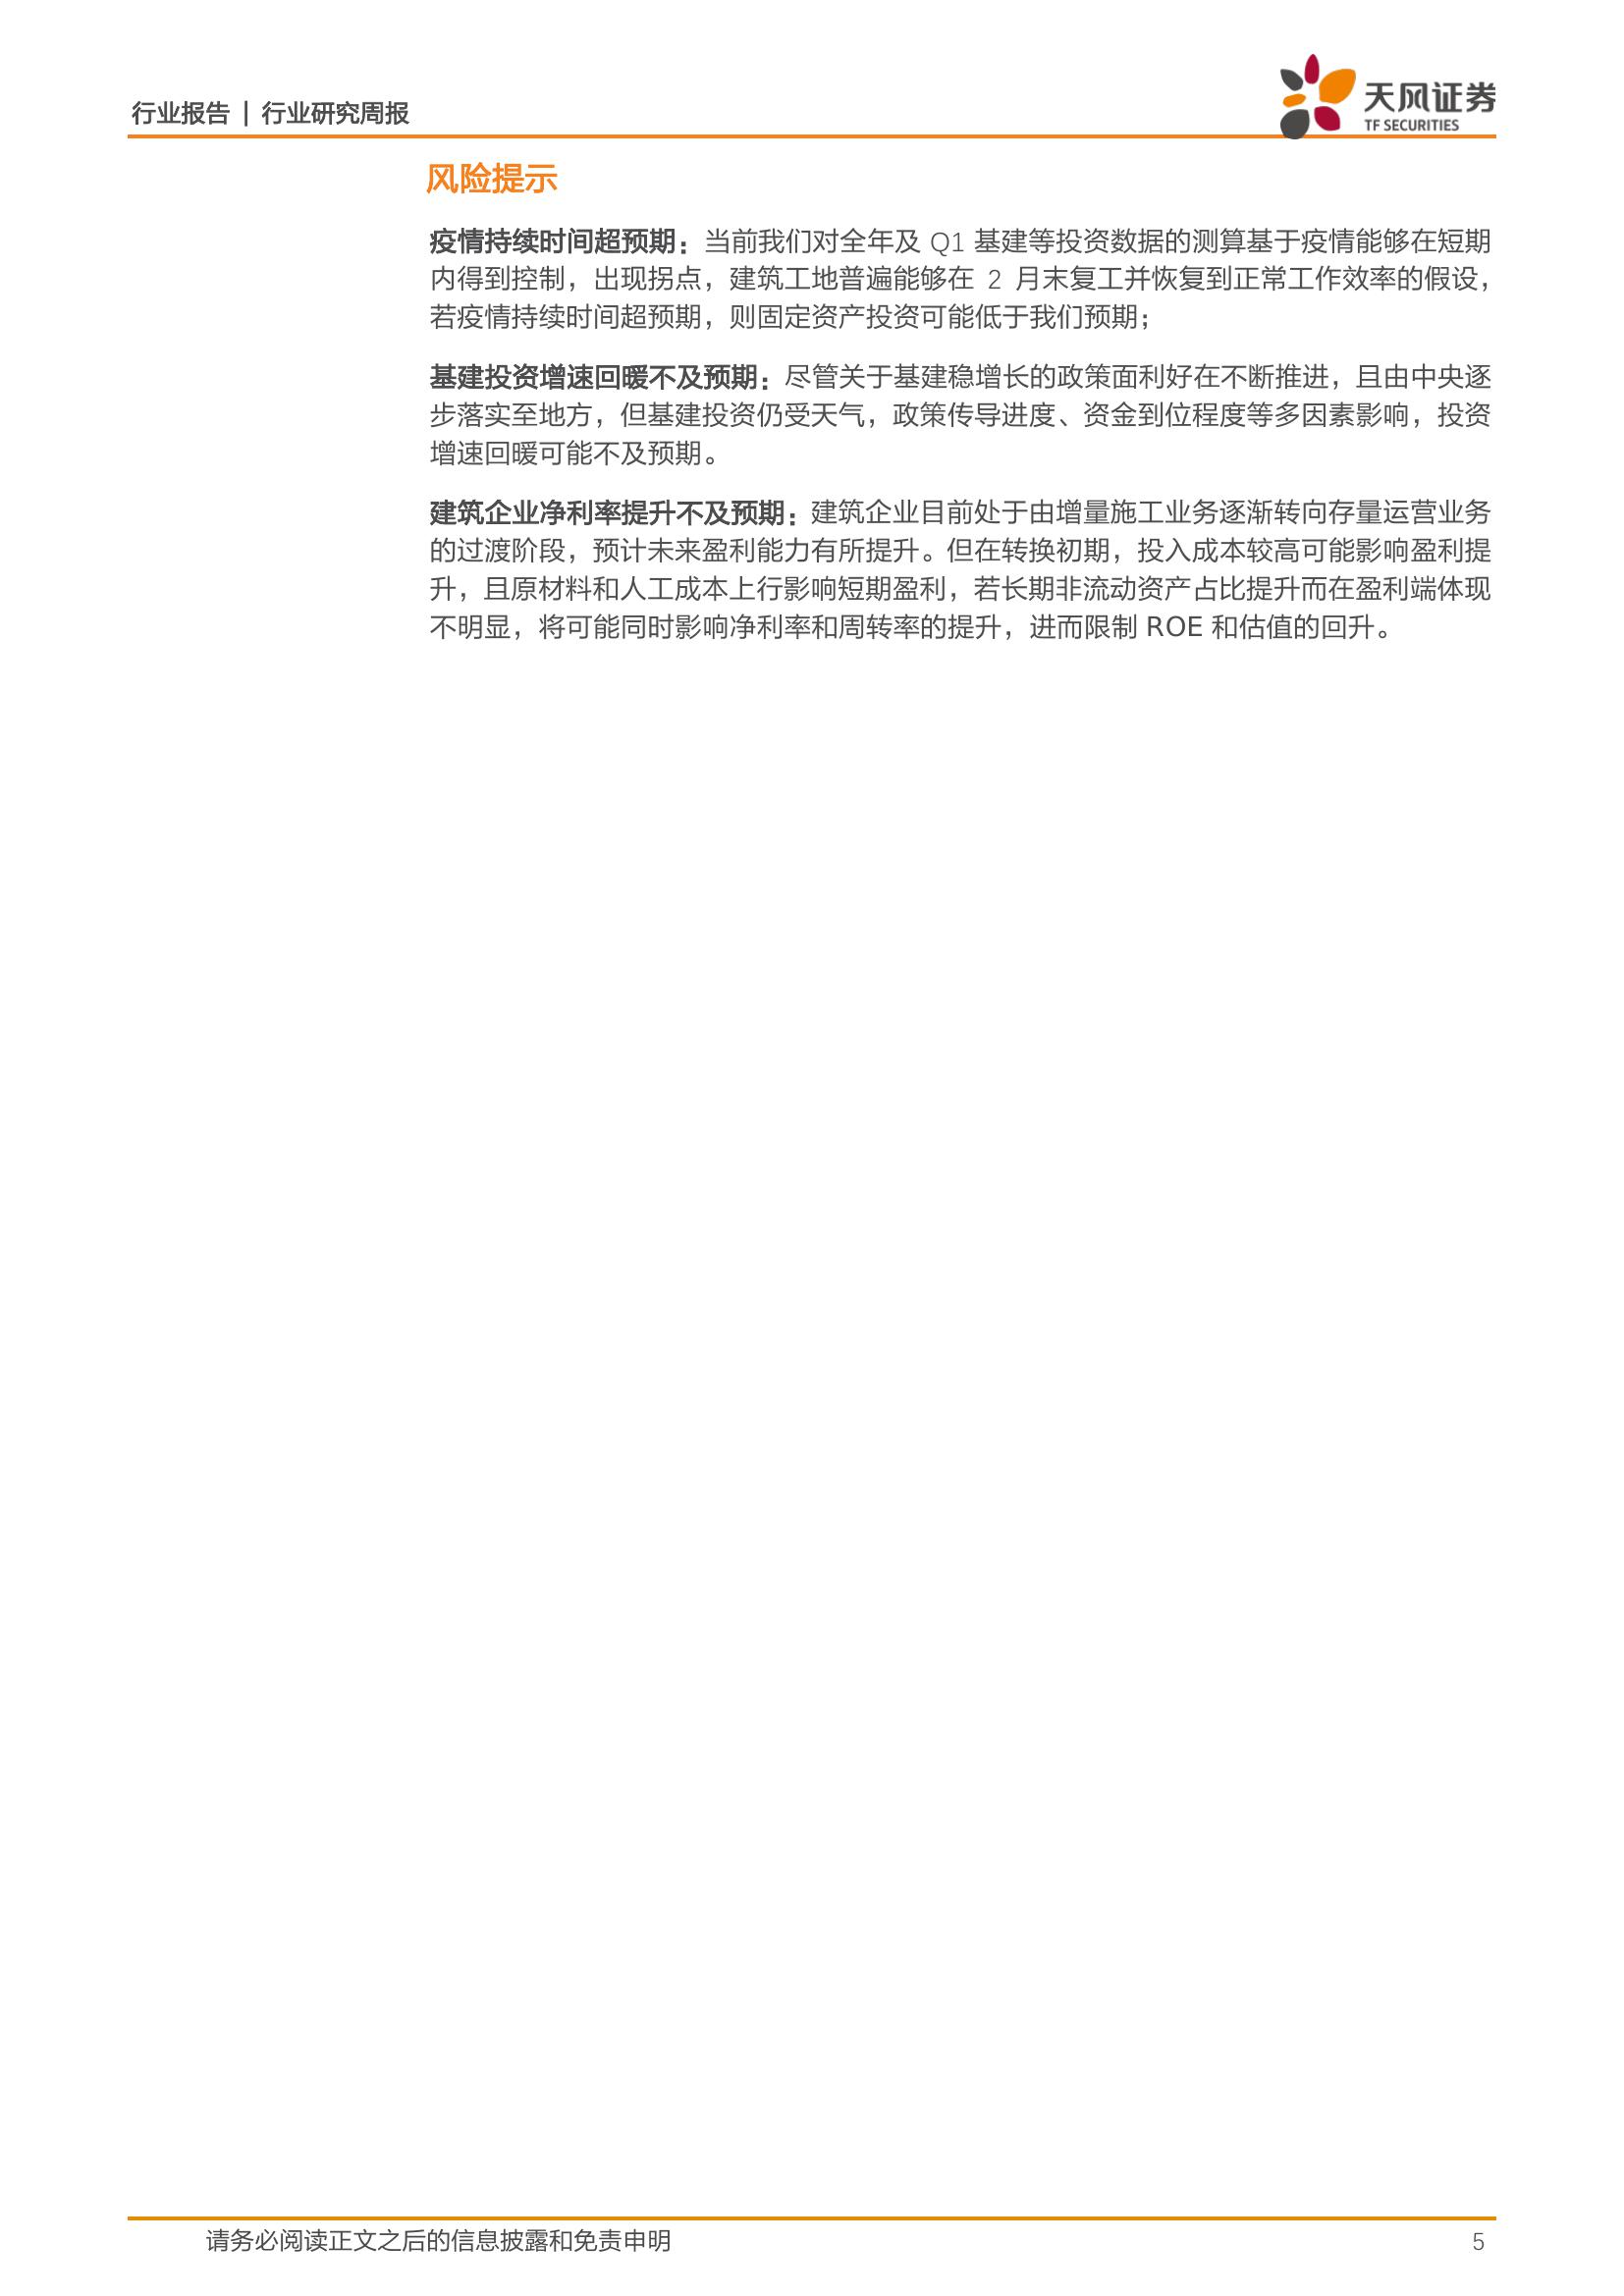 行业报告 | 行业研究周报
天风证券
TF SECURITIES
风险提示
疫情持续时间超预期：当前我们对全年及 Q1 基建等投资数据的测算基于疫情能够在短期
内得到控制，出现拐点，建筑工地普遍能够在 2 月末复工并恢复到正常工作效率的假设，
若疫情持续时间超预期，则固定资产投资可能低于我们预期；
基建投资增速回暖不及预期：尽管关于基建稳增长的政策面利好在不断推进，且由中央逐
步落实至地方，但基建投资仍受天气，政策传导进度、资金到位程度等多因素影响，投资
增速回暖可能不及预期。
建筑企业净利率提升不及预期：建筑企业目前处于由增量施工业务逐渐转向存量运营业务
的过渡阶段，预计未来盈利能力有所提升。但在转换初期，投入成本较高可能影响盈利提
升，且原材料和人工成本上行影响短期盈利，若长期非流动资产占比提升而在盈利端体现
不明显，将可能同时影响净利率和周转率的提升，进而限制 ROE 和估值的回升。
请务必阅读正文之后的信息披露和免责申明
5